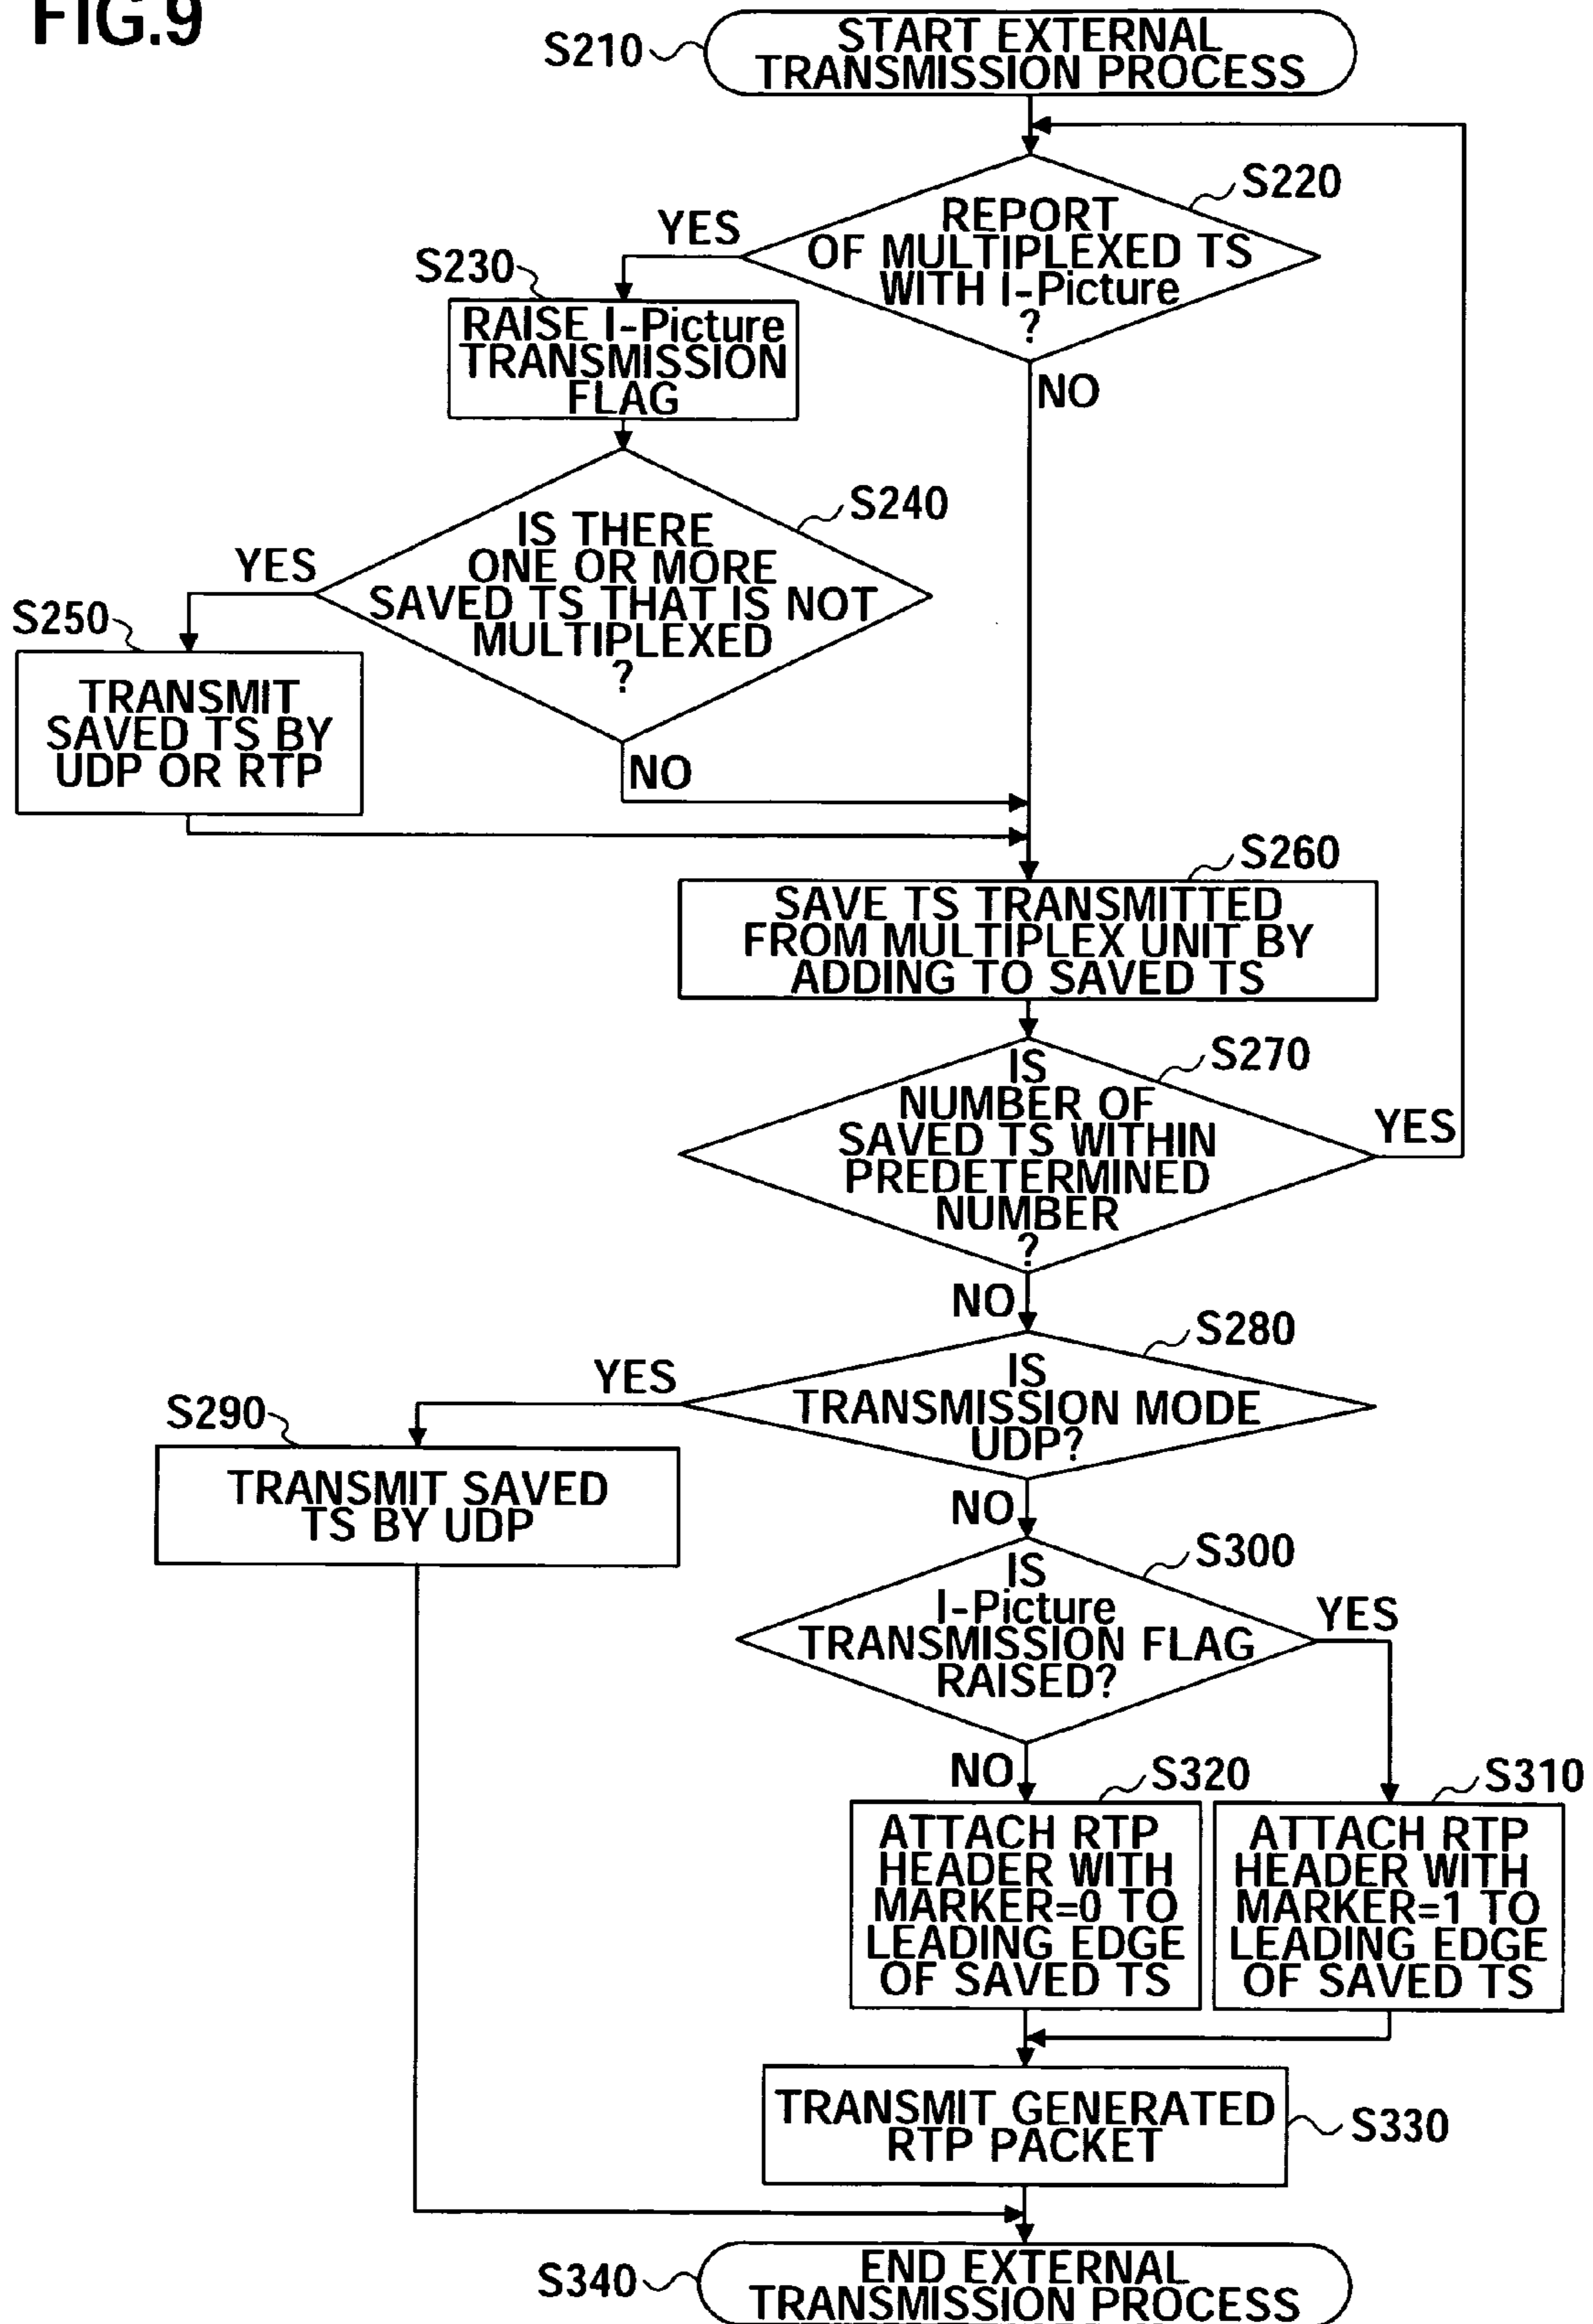 FIG.9
S210
START EXTERNAL
TRANSMISSION PROCESS
S220
REPORT
OF MULTIPLEXED TS
WITH I-Picture
?
YES
NO
S230
RAISE I-Picture
TRANSMISSION
FLAG
S240
IS THERE
ONE OR MORE
SAVED TS THAT IS NOT
MULTIPLEXED
?
YES
NO
S250
TRANSMIT
SAVED TS BY
UDP OR RTP
S260
SAVE TS TRANSMITTED
FROM MULTIPLEX UNIT BY
ADDING TO SAVED TS
S270
IS
NUMBER OF
SAVED TS WITHIN
PREDETERMINED
NUMBER
?
YES
NO
S280
IS
TRANSMISSION MODE
UDP?
YES
NO
S290
TRANSMIT SAVED
TS BY UDP
S300
IS
I-Picture
TRANSMISSION FLAG
RAISED?
YES
NO
S320
ATTACH RTP
HEADER WITH
MARKER=0 TO
LEADING EDGE
OF SAVED TS
S310
ATTACH RTP
HEADER WITH
MARKER=1 TO
LEADING EDGE
OF SAVED TS
TRANSMIT GENERATED
RTP PACKET
S330
S340
END EXTERNAL
TRANSMISSION PROCESS